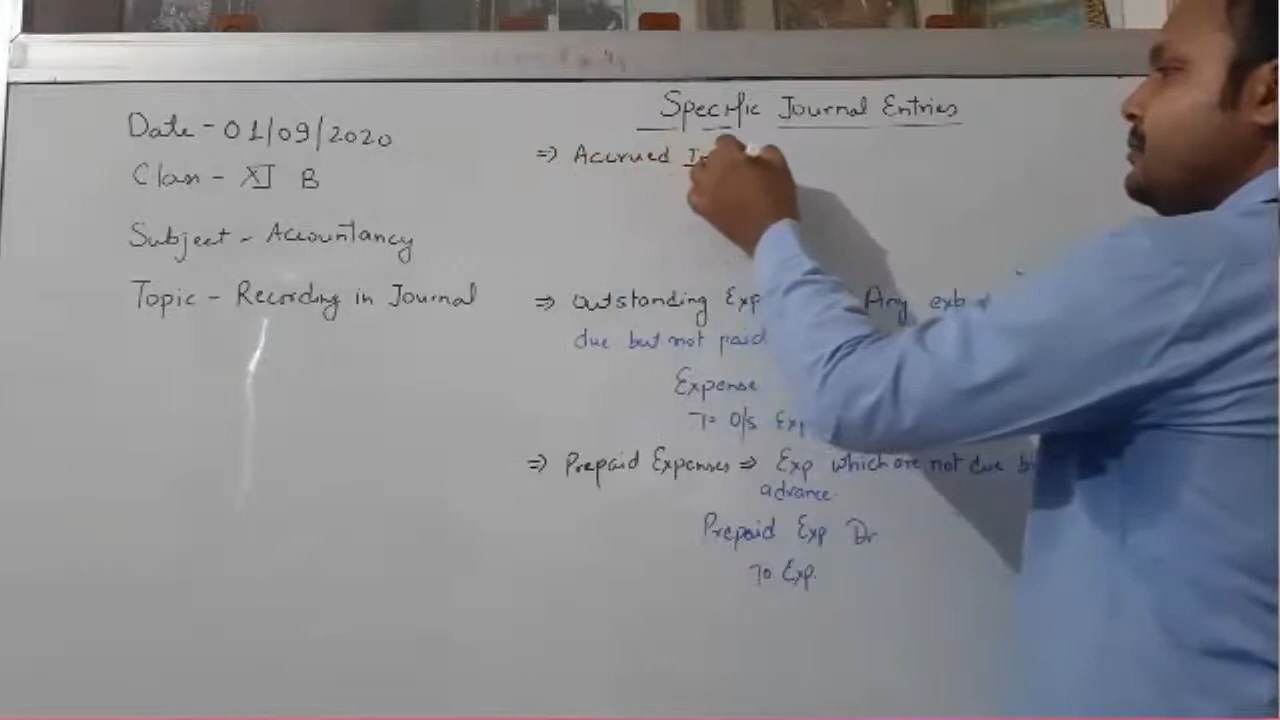 Date - 01/09/2020
Class - XI B
Subject - Accountancy
Topic - Recording in Journal
Specific Journal Entries
=> Accrued
=> Outstanding Exp Any exp
due but not paid
Expense
To O/s Exp
=> Prepaid Expenses => Exp which are not due
advance.
Prepaid Exp Dr
To Exp.